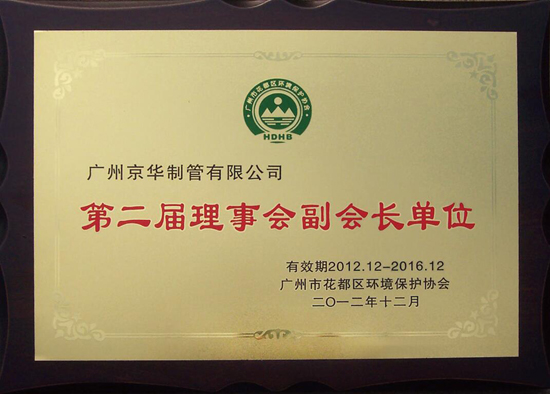 广州市花都区环境保护协会
HDHB
广州京华制管有限公司
第二届理事会副会长单位
有效期2012.12-2016.12
广州市花都区环境保护协会
二〇一二年十二月